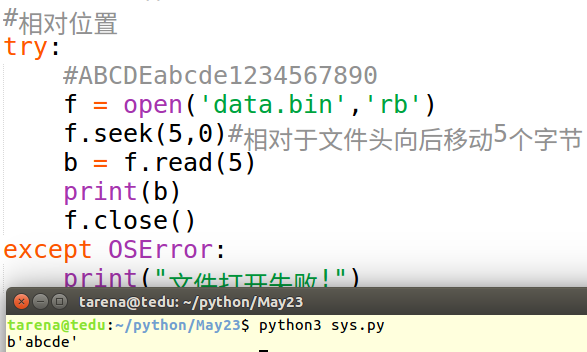 #相对位置
try:
    #ABCDEabcde1234567890
    f = open('data.bin','rb')
    f.seek(5,0)#相对于文件头向后移动5个字节
    b = f.read(5)
    print(b)
    f.close()
except OSError:
    print("文件打开失败!")
tarena@tedu: ~/python/May23
tarena@tedu:~/python/May23$ python3 sys.py
b'abcde'